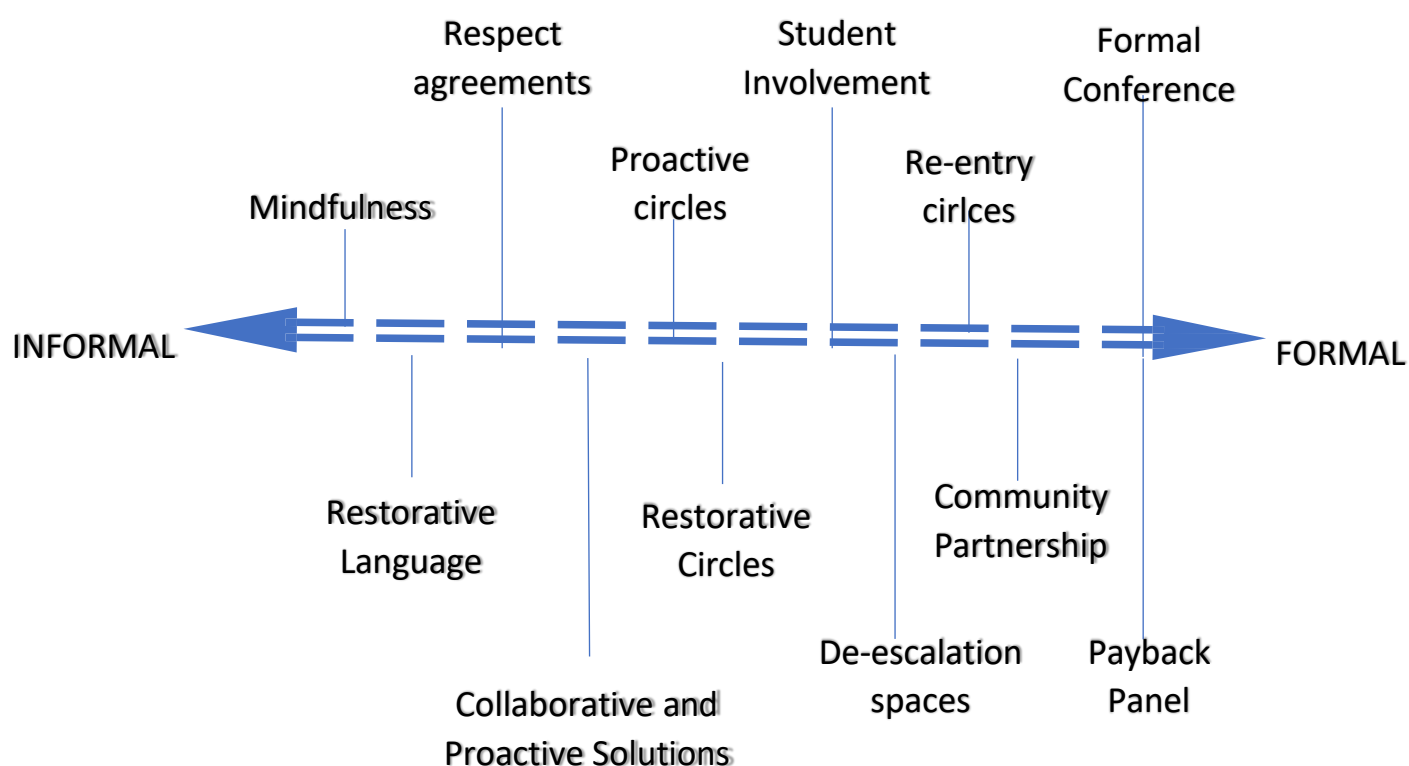 Respect
agreements
Student
Involvement
Formal
Conference
Proactive
circles
Re-entry
cirlces
Mindfulness
INFORMAL
FORMAL
Restorative
Language
Restorative
Circles
Community
Partnership
De-escalation
spaces
Payback
Panel
Collaborative and
Proactive Solutions